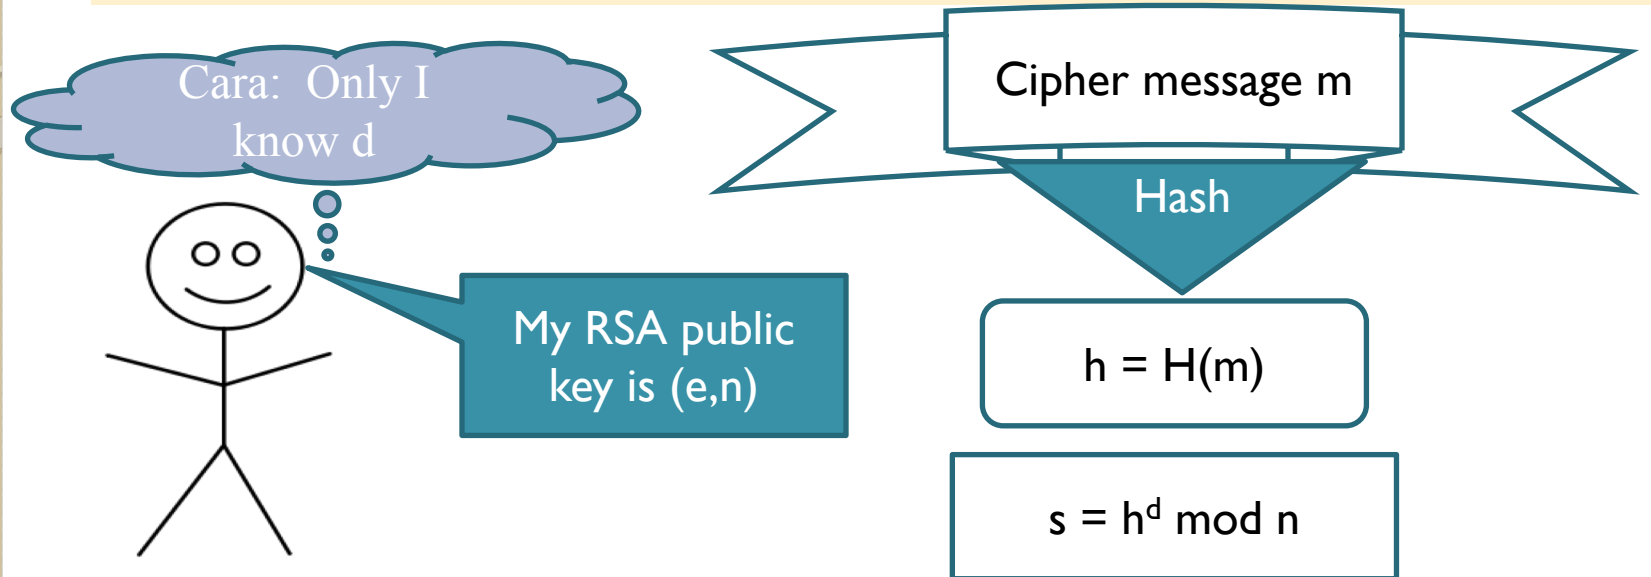 Cara:  Only I
know d
My RSA public
key is (e,n)
Cipher message m
Hash
h = H(m)
s = hᵈ mod n